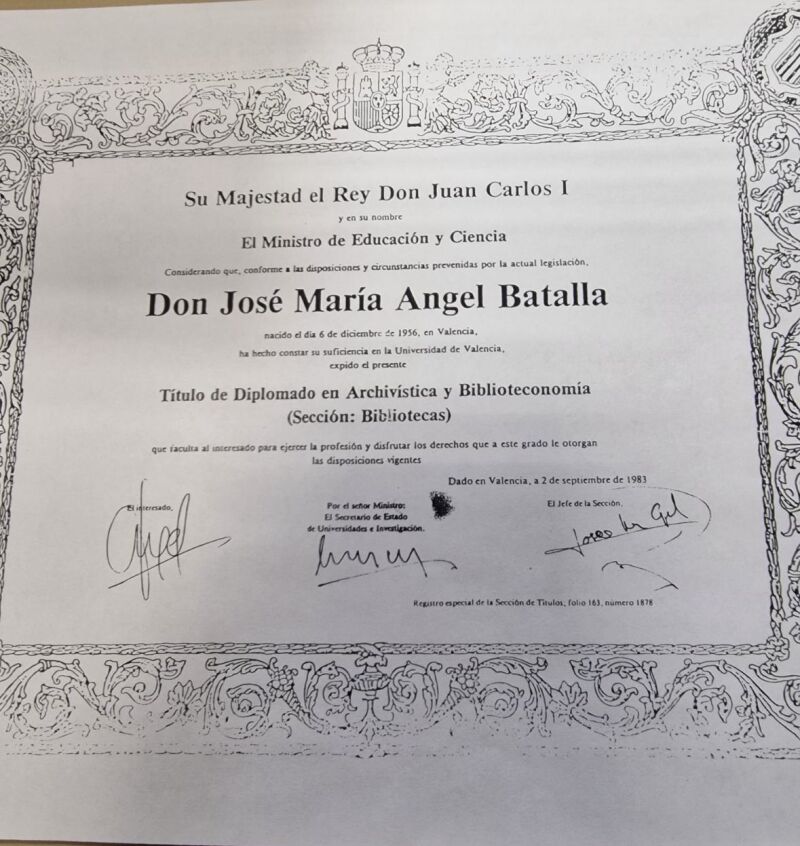 Su Majestad el Rey Don Juan Carlos I
y en su nombre
El Ministro de Educación y Ciencia
Considerando que, conforme a las disposiciones y circunstancias prevenidas por la actual legislación,
Don José María Angel Batalla
nacido el día 6 de diciembre de 1956, en Valencia,
ha hecho constar su suficiencia en la Universidad de Valencia,
expido el presente
Título de Diplomado en Archivística y Biblioteconomía
(Sección: Bibliotecas)
que faculta al interesado para ejercer la profesión y disfrutar los derechos que a este grado le otorgan
las disposiciones vigentes
Dado en Valencia, a 2 de septiembre de 1983
El interesado,
Por el señor Ministro:
El Secretario de Estado
de Universidades e Investigación,
El Jefe de la Sección,
Registro especial de la Sección de Títulos, folio 163, número 1878